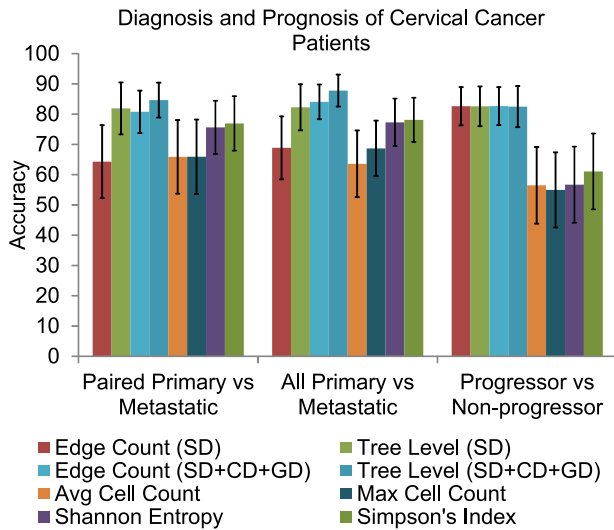 Diagnosis and Prognosis of Cervical Cancer
Patients
Accuracy
100
90
80
70
60
50
40
30
20
10
0
Paired Primary vs
Metastatic
All Primary vs
Metastatic
Progressor vs
Non-progressor
Edge Count (SD)
Tree Level (SD)
Edge Count (SD+CD+GD)
Tree Level (SD+CD+GD)
Avg Cell Count
Max Cell Count
Shannon Entropy
Simpson's Index